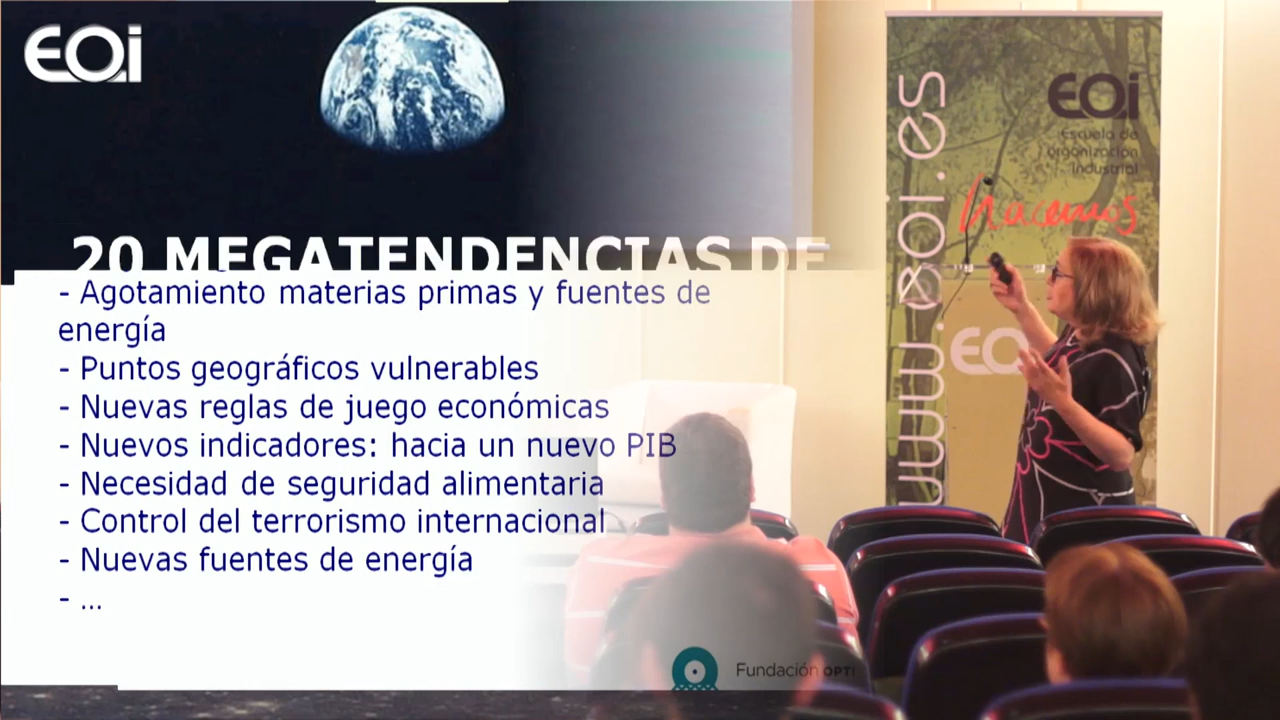 EOi
20 MEGATENDENCIAS DE
- Agotamiento materias primas y fuentes de
energía
- Puntos geográficos vulnerables
- Nuevas reglas de juego económicas
- Nuevos indicadores: hacia un nuevo PIB
- Necesidad de seguridad alimentaria
- Control del terrorismo internacional
- Nuevas fuentes de energía
- ...
Fundación OPTI
www.eoi.es
EOi
Escuela de
organización
industrial
hacemos
EO